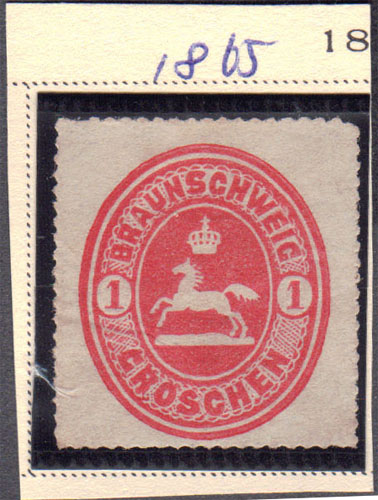 1865
18
BRAUNSCHWEIG
1 1
GROSCHEN